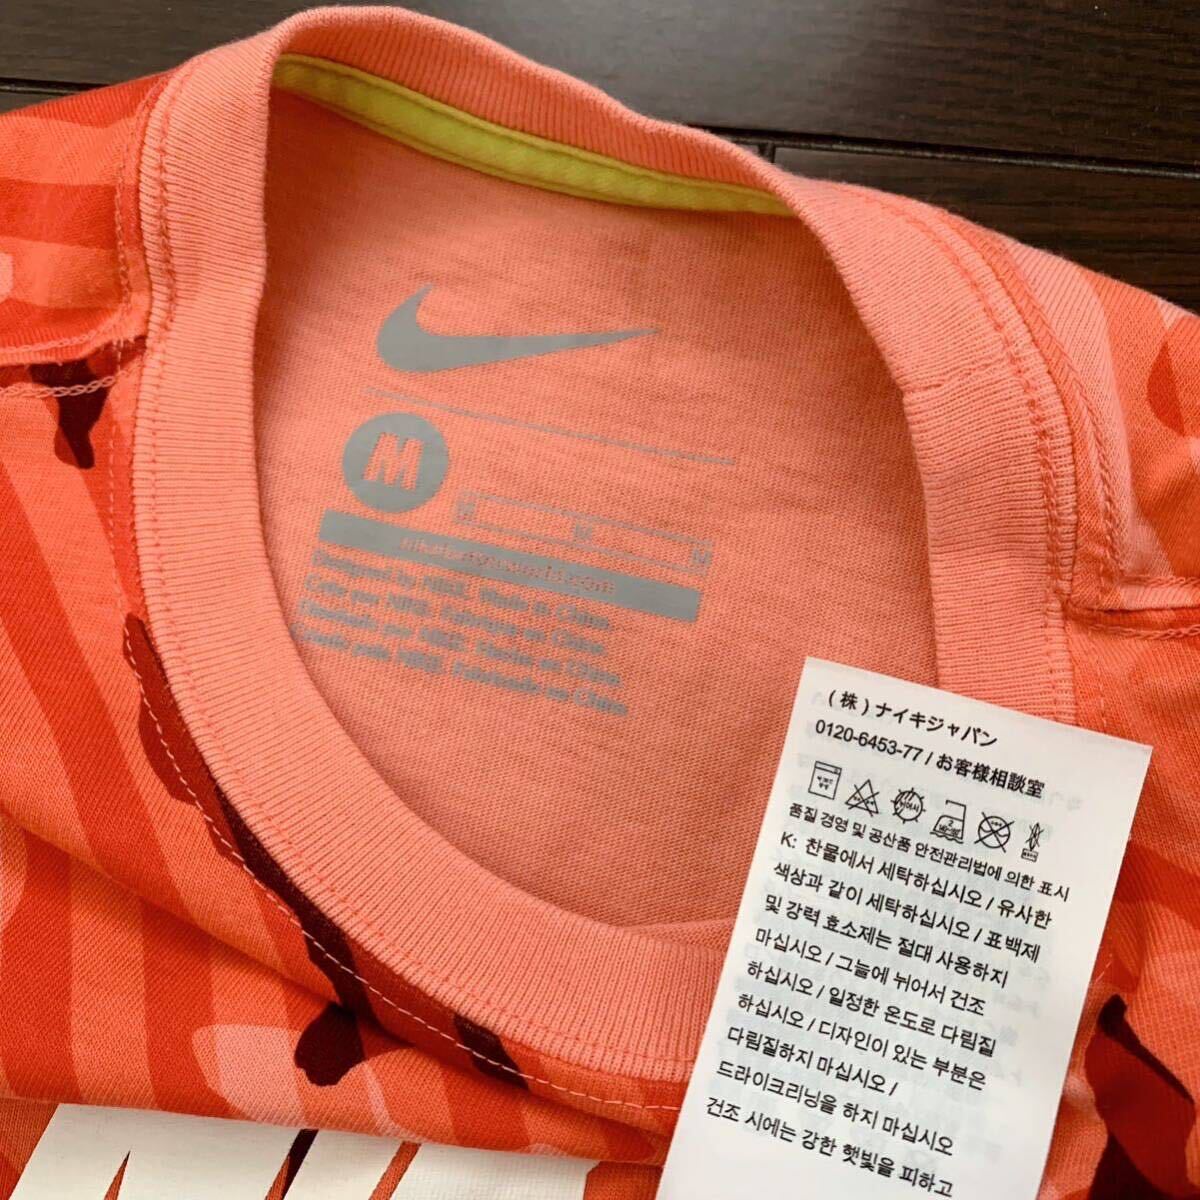 M
Designed by NIKE. Made in China.
(株)ナイキジャパン
0120-6453-77 / お客様相談室
품질 경영 및 공산품 안전관리법에 의한 표시
K: 찬물에서 세탁하십시오 / 유사한
색상과 같이 세탁하십시오 / 표백제
및 강력 효소제는 절대 사용하지
마십시오 / 그늘에 뉘어서 건조
하십시오 / 일정한 온도로 다림질
하십시오 / 디자인이 있는 부분은
다림질하지 마십시오 /
드라이크리닝을 하지 마십시오
건조 시에는 강한 햇빛을 피하고